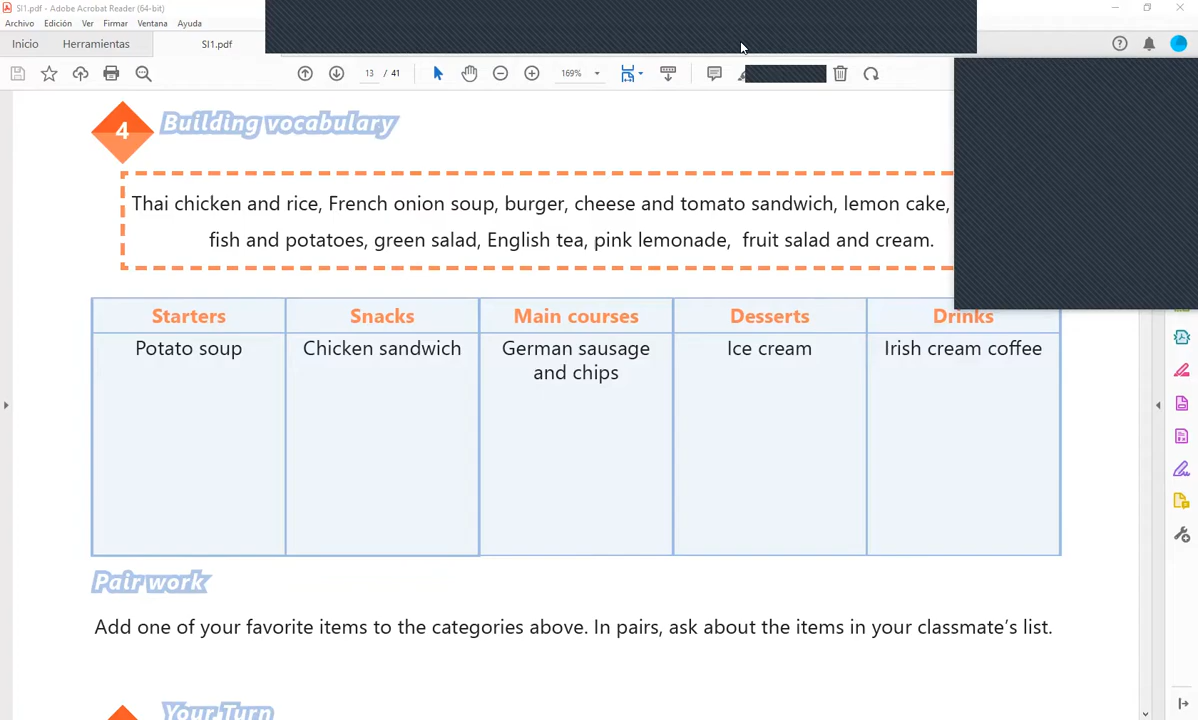 SI1.pdf - Adobe Acrobat Reader (64-bit)
Archivo Edición Ver Firmar Ventana Ayuda
Inicio Herramientas SI1.pdf
13 / 41 169%
4 Building vocabulary
Thai chicken and rice, French onion soup, burger, cheese and tomato sandwich, lemon cake,
fish and potatoes, green salad, English tea, pink lemonade, fruit salad and cream.
Starters Snacks Main courses Desserts Drinks
Potato soup Chicken sandwich German sausage Ice cream Irish cream coffee
and chips
Pair work
Add one of your favorite items to the categories above. In pairs, ask about the items in your classmate's list.
Your Turn